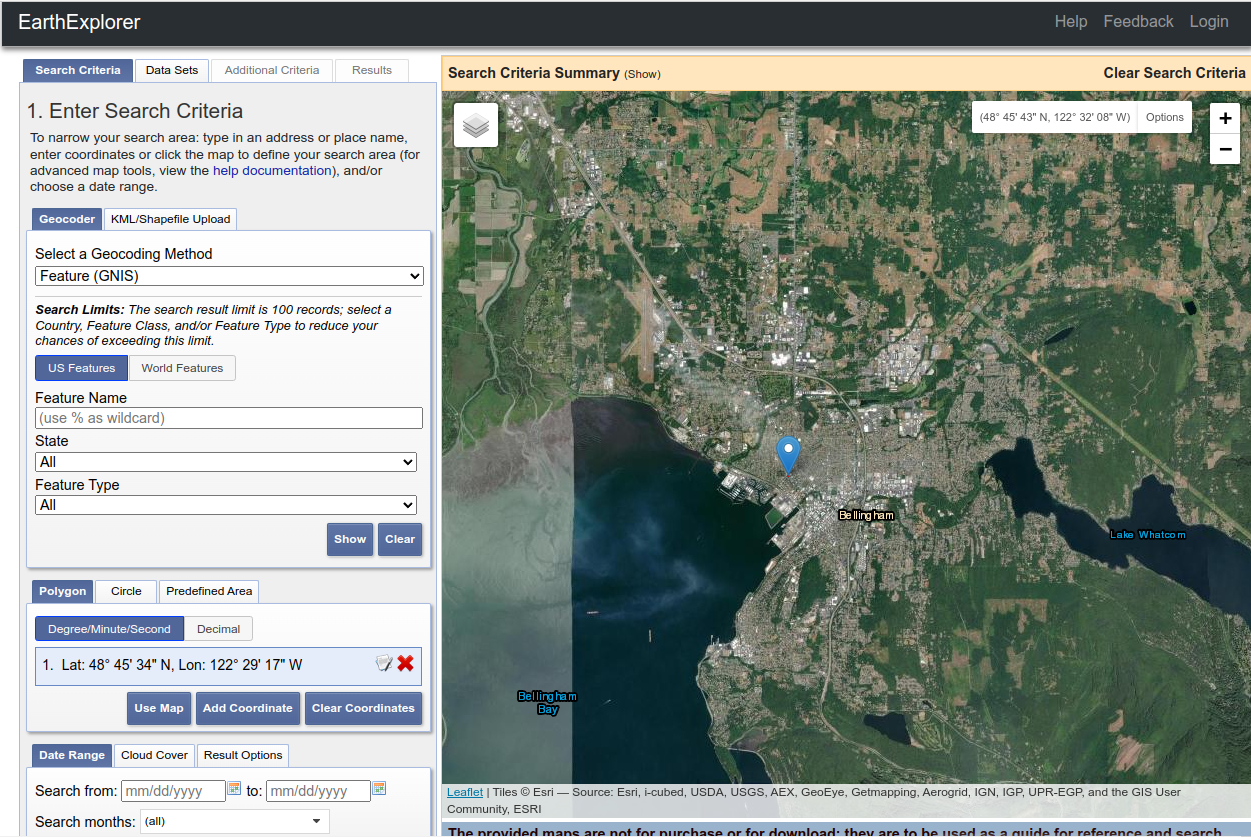 EarthExplorer
Help Feedback Login
Search Criteria Data Sets Additional Criteria Results
1. Enter Search Criteria
To narrow your search area: type in an address or place name,
enter coordinates or click the map to define your search area (for
advanced map tools, view the help documentation), and/or
choose a date range.
Geocoder KML/Shapefile Upload
Select a Geocoding Method
Feature (GNIS)
Search Limits: The search result limit is 100 records; select a
Country, Feature Class, and/or Feature Type to reduce your
chances of exceeding this limit.
US Features World Features
Feature Name
(use % as wildcard)
State
All
Feature Type
All
Show Clear
Polygon Circle Predefined Area
Degree/Minute/Second Decimal
1. Lat: 48° 45' 34" N, Lon: 122° 29' 17" W
Use Map Add Coordinate Clear Coordinates
Date Range Cloud Cover Result Options
Search from: mm/dd/yyyy to: mm/dd/yyyy
Search months: (all)
Search Criteria Summary (Show) Clear Search Criteria
(48° 45' 43" N, 122° 32' 08" W) Options
+
−
Bellingham
Lake Whatcom
Bellingham
Bay
Leaflet | Tiles © Esri — Source: Esri, i-cubed, USDA, USGS, AEX, GeoEye, Getmapping, Aerogrid, IGN, IGP, UPR-EGP, and the GIS User
Community, ESRI
The provided maps are not for purchase or for download; they are to be used as a guide for reference and search